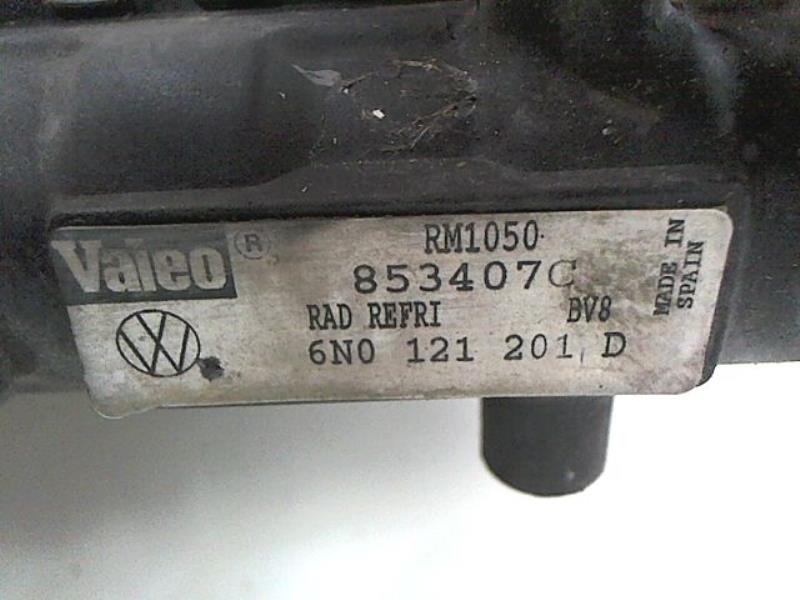 Valeo ® RM1050
853407C
RAD REFRI BV8
6N0 121 201 D
MADE IN
SPAIN